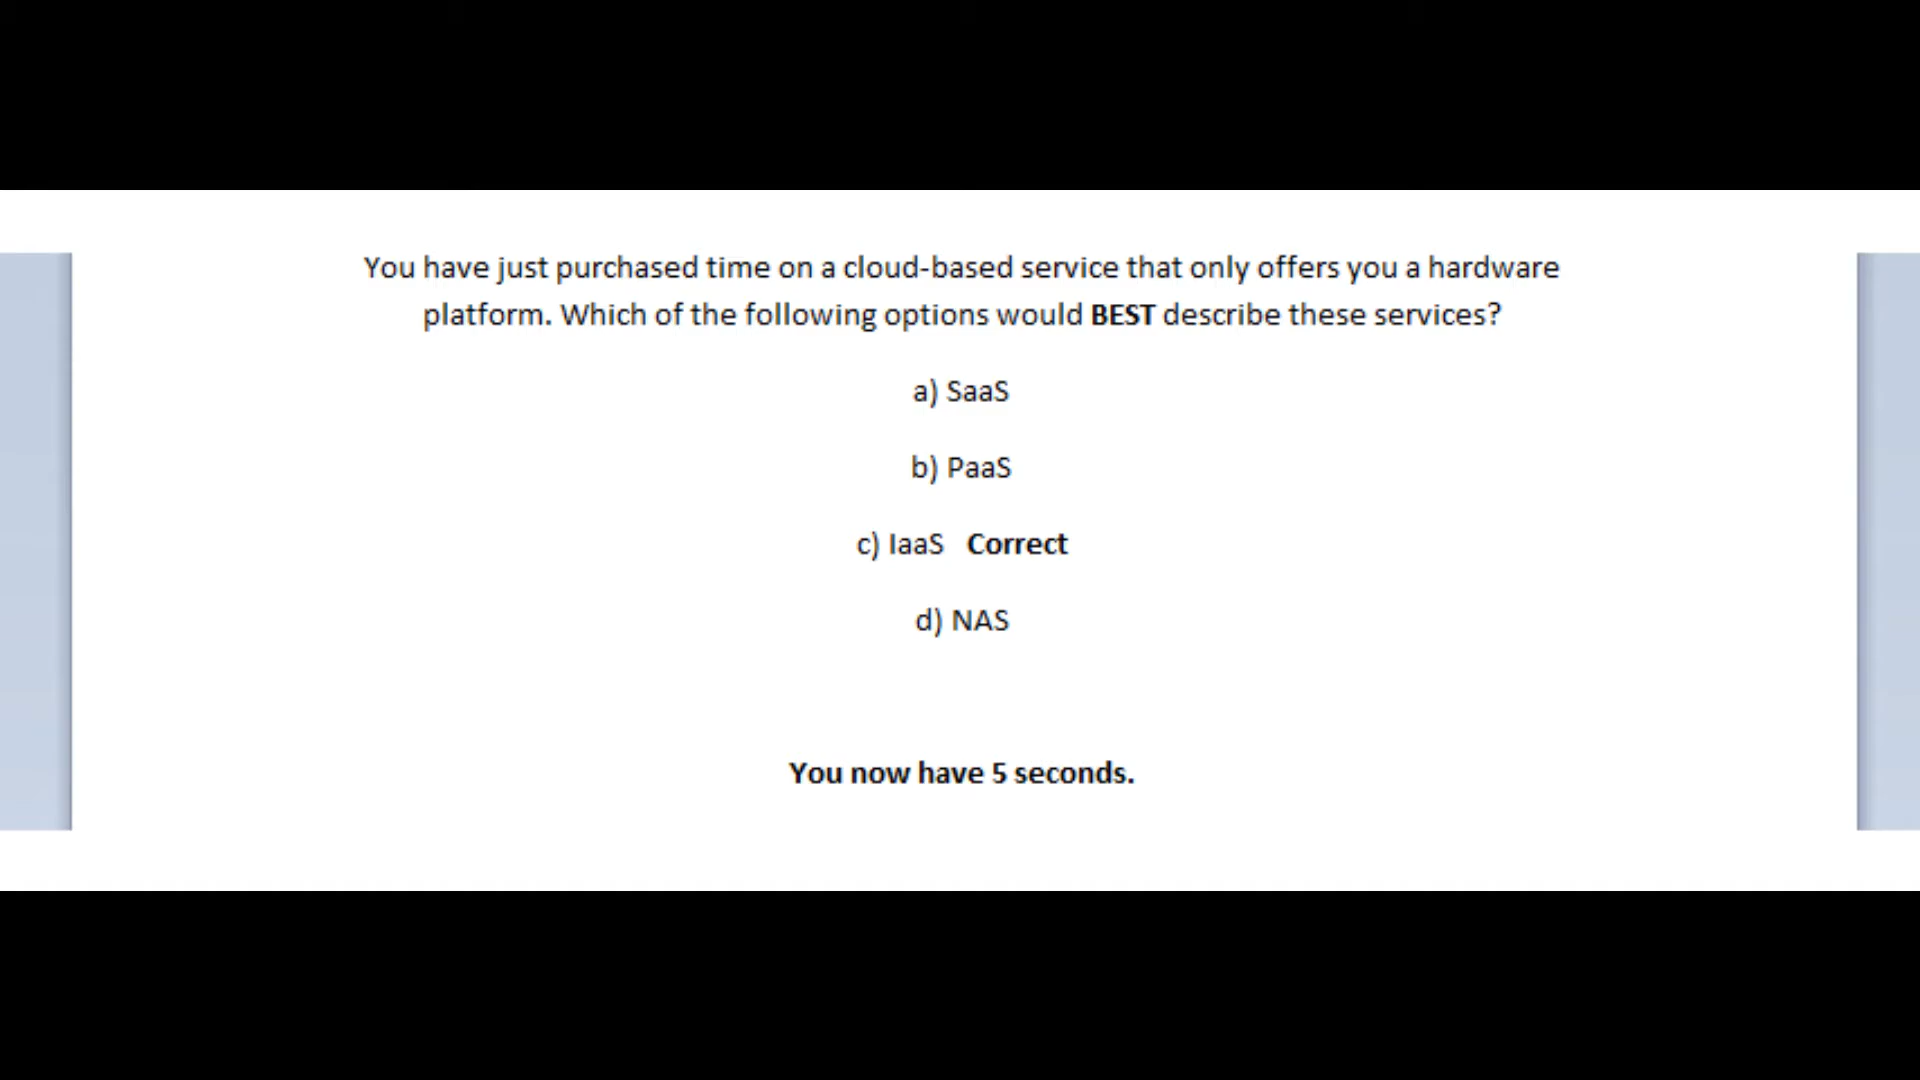 You have just purchased time on a cloud-based service that only offers you a hardware
platform. Which of the following options would BEST describe these services?
a) SaaS
b) PaaS
c) IaaS   Correct
d) NAS
You now have 5 seconds.